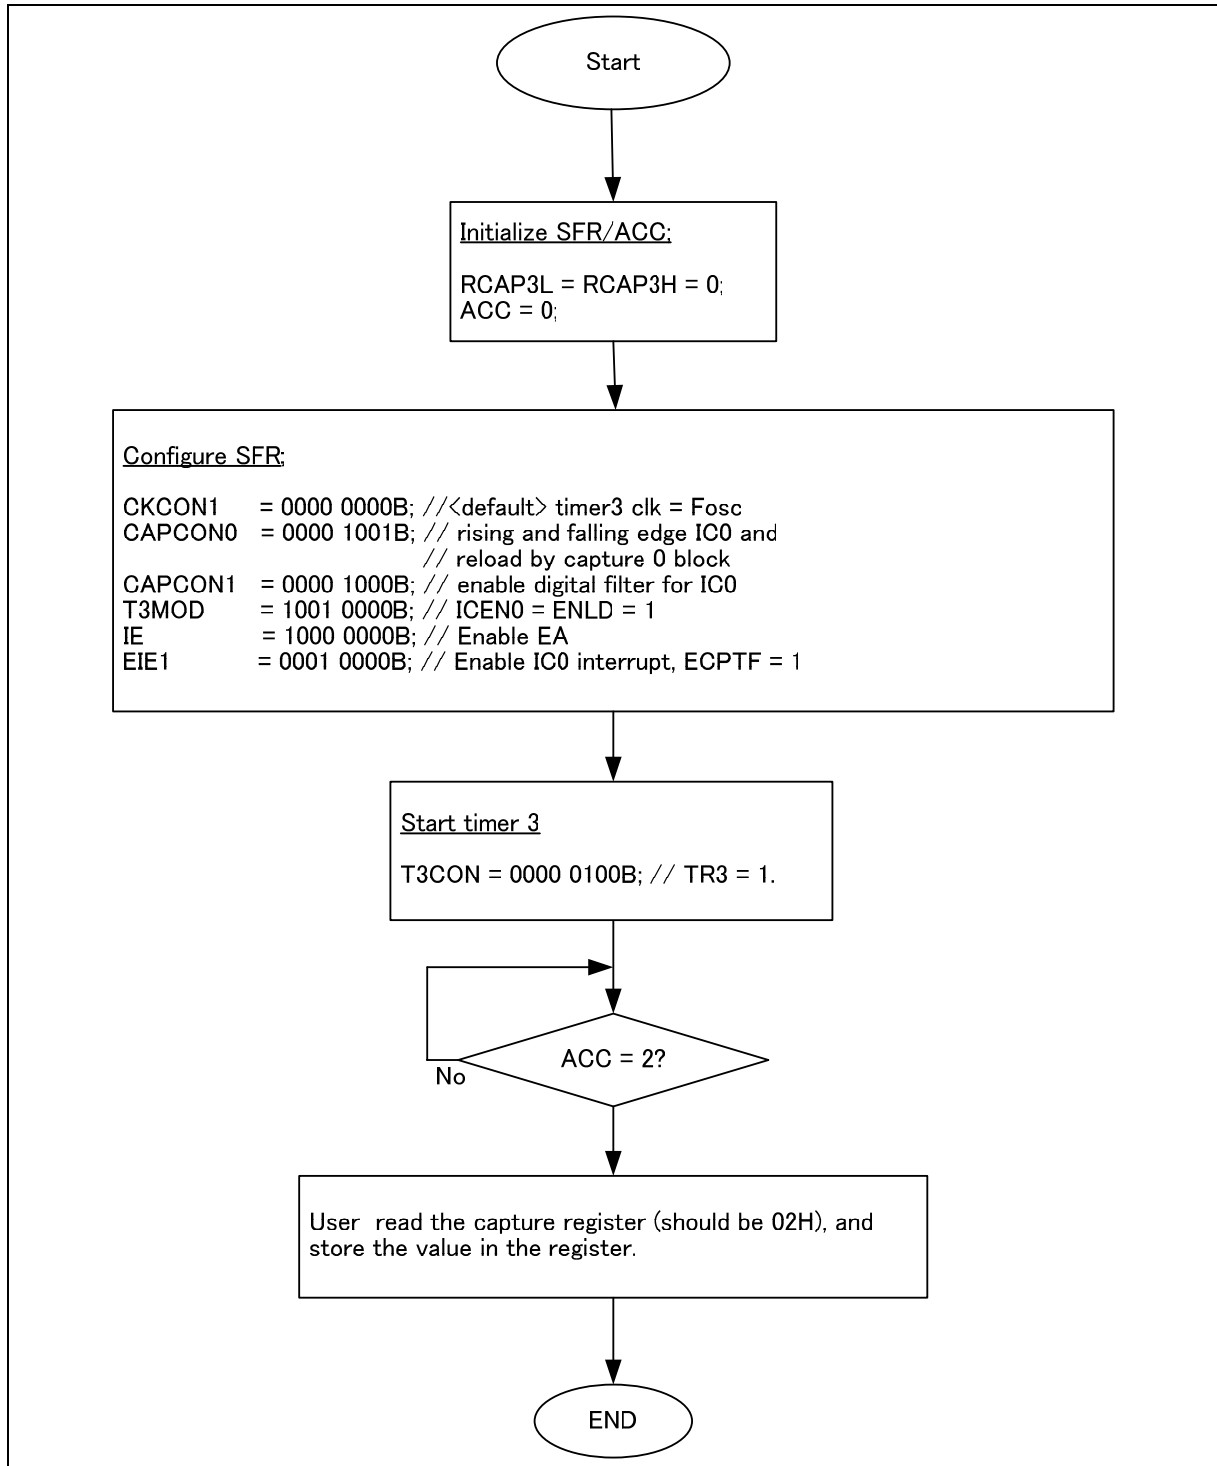 Start
Initialize SFR/ACC;
RCAP3L = RCAP3H = 0;
ACC = 0;
Configure SFR;
CKCON1 = 0000 0000B; //<default> timer3 clk = Fosc
CAPCON0 = 0000 1001B; // rising and falling edge IC0 and
// reload by capture 0 block
CAPCON1 = 0000 1000B; // enable digital filter for IC0
T3MOD = 1001 0000B; // ICEN0 = ENLD = 1
IE = 1000 0000B; // Enable EA
EIE1 = 0001 0000B; // Enable IC0 interrupt, ECPTF = 1
Start timer 3
T3CON = 0000 0100B; // TR3 = 1.
ACC = 2?
No
User read the capture register (should be 02H), and
store the value in the register.
END